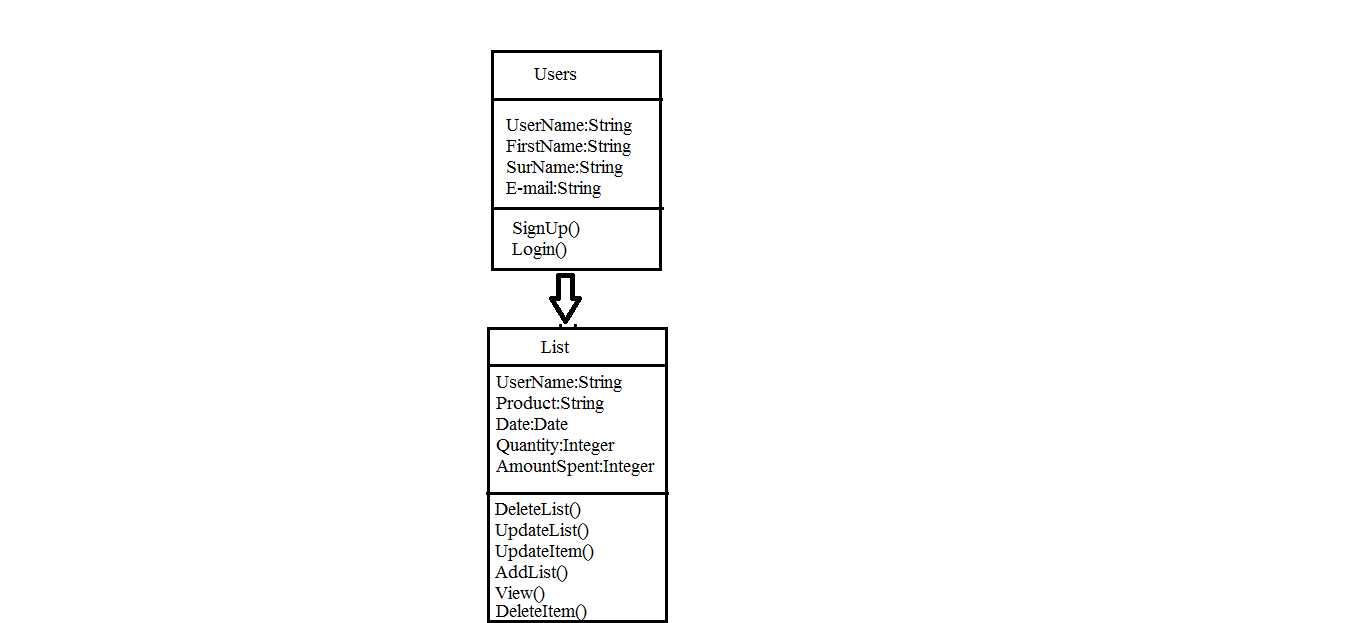 Users
UserName:String
FirstName:String
SurName:String
E-mail:String
SignUp()
Login()
List
UserName:String
Product:String
Date:Date
Quantity:Integer
AmountSpent:Integer
DeleteList()
UpdateList()
UpdateItem()
AddList()
View()
DeleteItem()